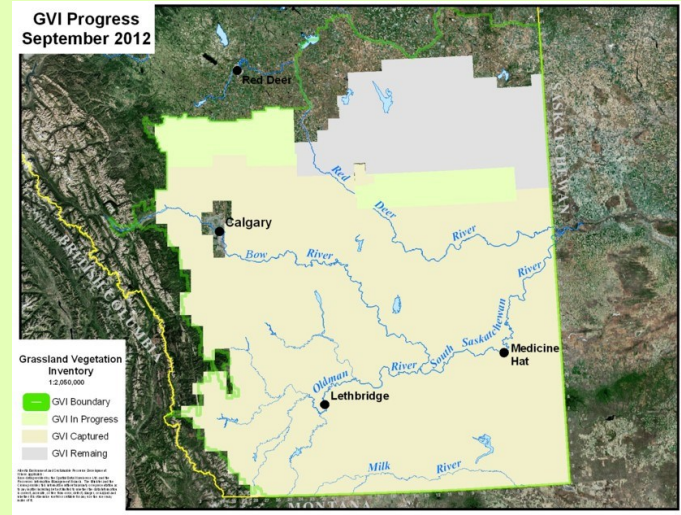 GVI Progress
September 2012
Red Deer
SASKATCHEWAN
Red
Deer
River
Calgary
Bow River
River
BRITISH COLUMBIA
South Saskatchewan
Medicine
Hat
Oldman River
Lethbridge
Milk River
MONTANA
Grassland Vegetation
Inventory
1:2,050,000
GVI Boundary
GVI In Progress
GVI Captured
GVI Remaing